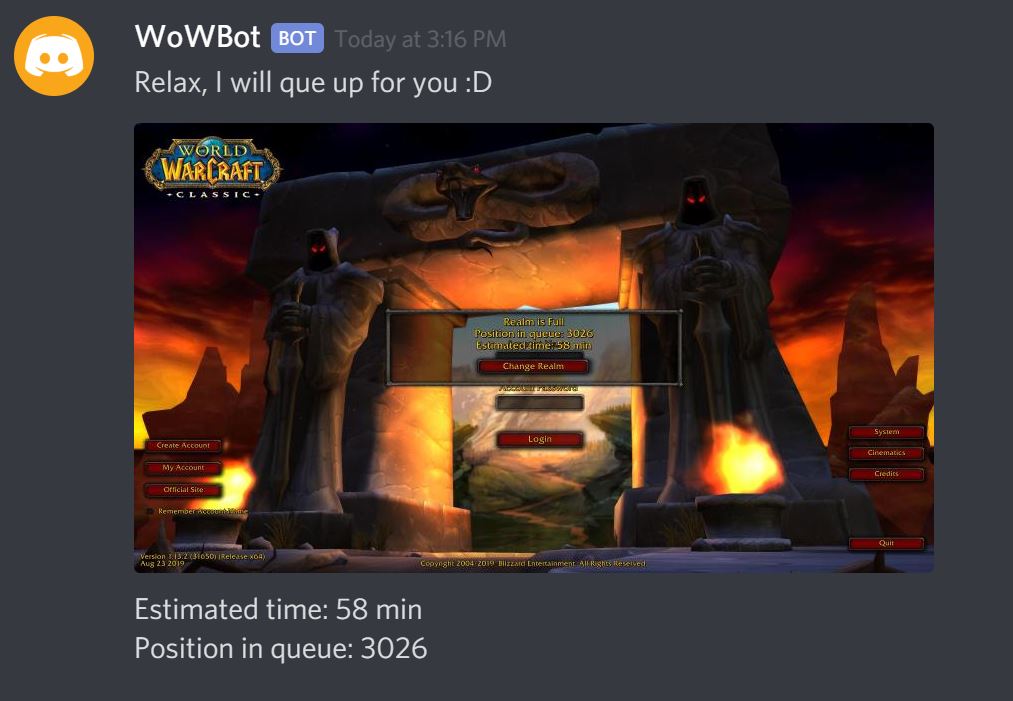 WoWBot BOT Today at 3:16 PM
Relax, I will que up for you :D
WORLD
WARCRAFT
CLASSIC
Realm is Full
Position in queue: 3026
Estimated time: 58 min
Change Realm
Account Password
Login
Create Account
My Account
Official Site
Remember Account Name
System
Cinematics
Credits
Quit
Version 1.13.2 (31650) (Release x64)
Aug 23 2019
Copyright 2004-2019 Blizzard Entertainment. All Rights Reserved.
Estimated time: 58 min
Position in queue: 3026